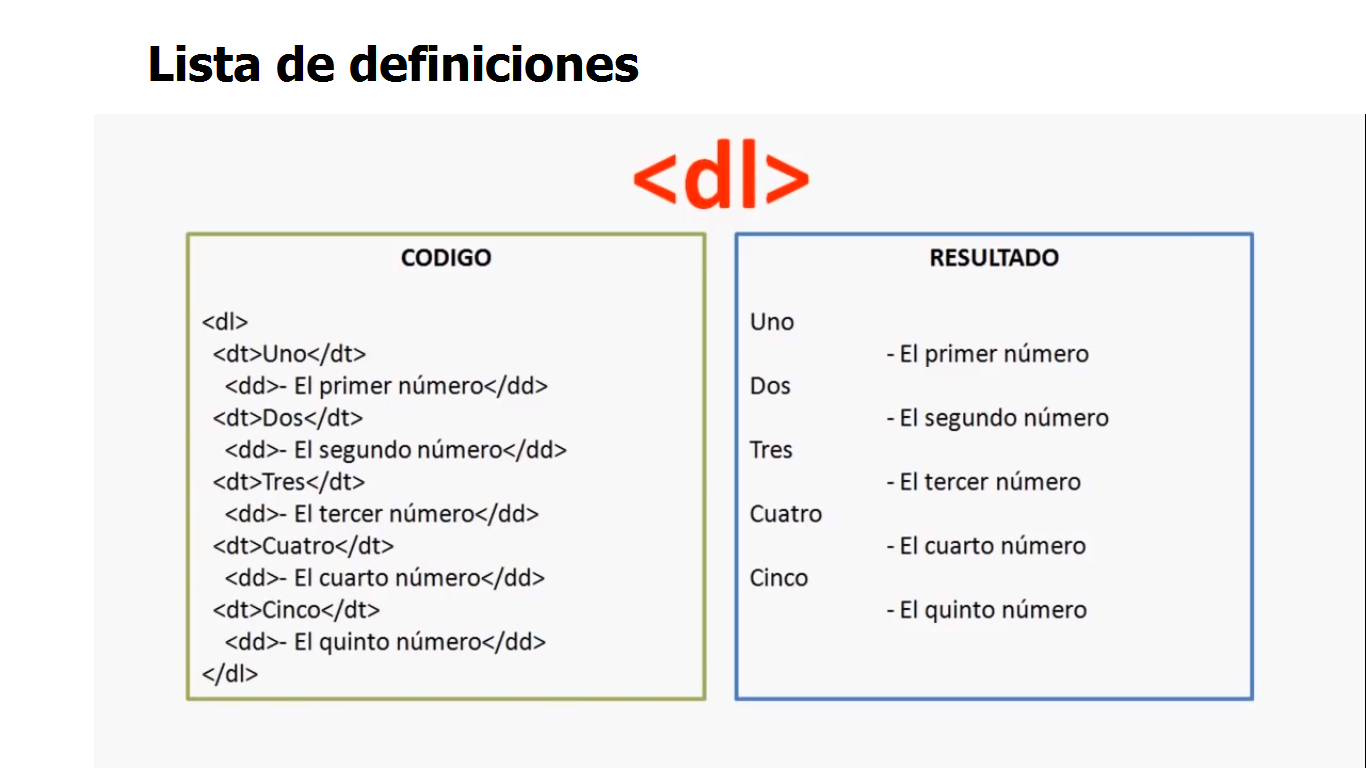 Lista de definiciones
<dl>
CODIGO
<dl>
<dt>Uno</dt>
<dd>- El primer número</dd>
<dt>Dos</dt>
<dd>- El segundo número</dd>
<dt>Tres</dt>
<dd>- El tercer número</dd>
<dt>Cuatro</dt>
<dd>- El cuarto número</dd>
<dt>Cinco</dt>
<dd>- El quinto número</dd>
</dl>
RESULTADO
Uno
- El primer número
Dos
- El segundo número
Tres
- El tercer número
Cuatro
- El cuarto número
Cinco
- El quinto número